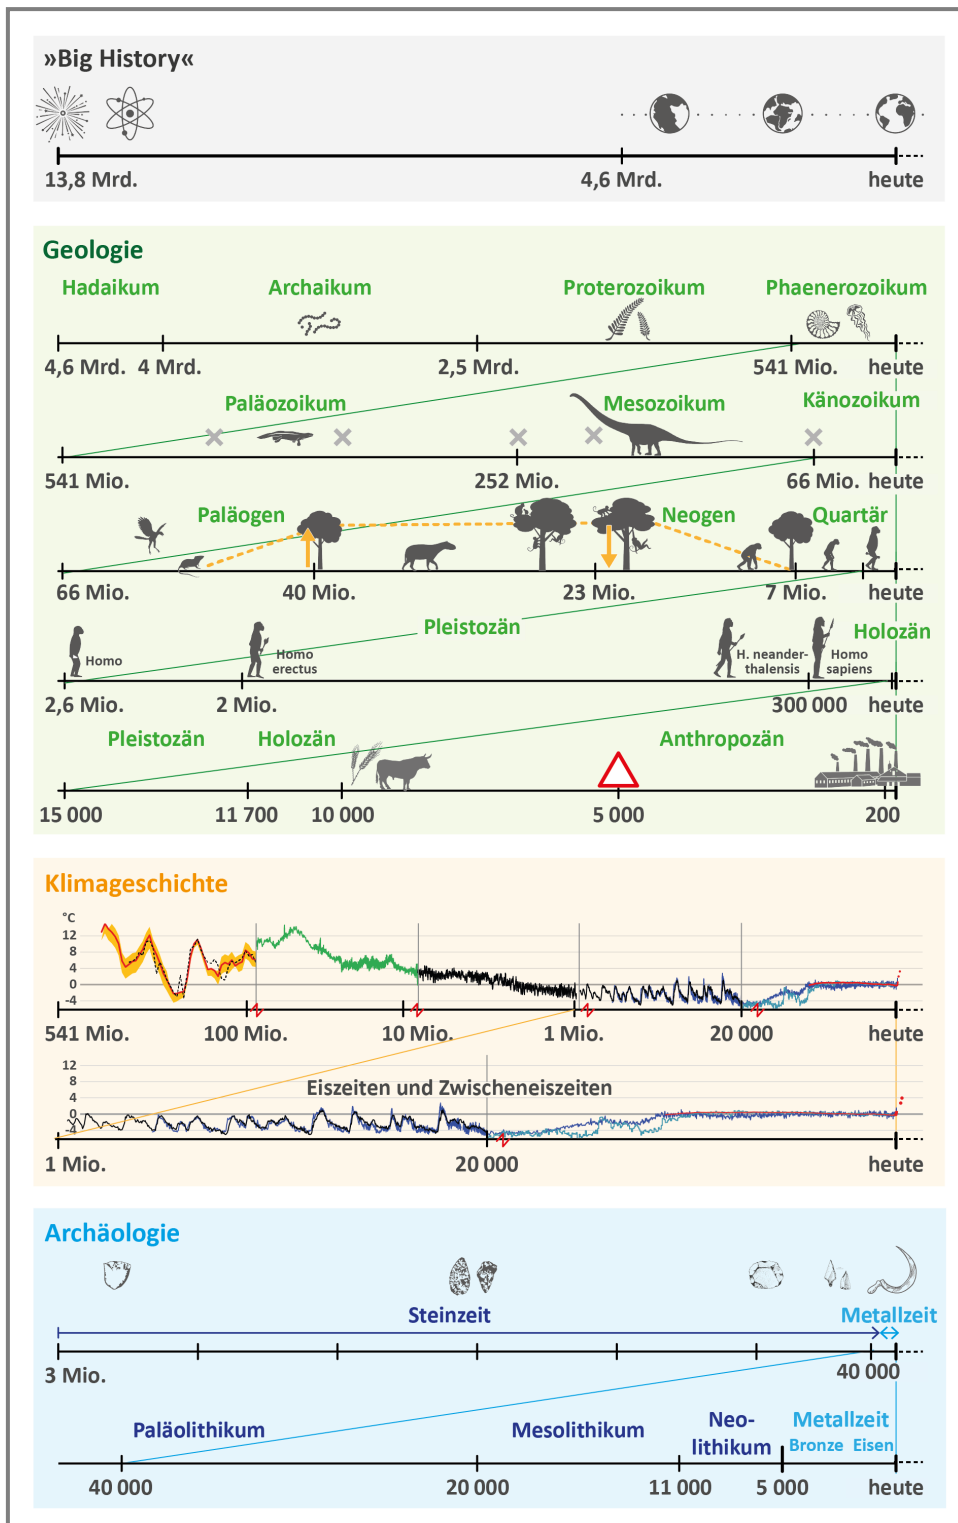 »Big History«
13,8 Mrd. 4,6 Mrd. heute
Geologie
Hadaikum Archaikum Proterozoikum Phaenerozoikum
4,6 Mrd. 4 Mrd. 2,5 Mrd. 541 Mio. heute
Paläozoikum Mesozoikum Känozoikum
541 Mio. 252 Mio. 66 Mio. heute
Paläogen Neogen Quartär
66 Mio. 40 Mio. 23 Mio. 7 Mio. heute
Pleistozän Holozän
Homo Homo H. neander- Homo
erectus thalensis sapiens
2,6 Mio. 2 Mio. 300 000 heute
Pleistozän Holozän Anthropozän
15 000 11 700 10 000 5 000 200
Klimageschichte
°C
12
8
4
0
-4
541 Mio. 100 Mio. 10 Mio. 1 Mio. 20 000 heute
12
8
Eiszeiten und Zwischeneiszeiten
4
0
-4
1 Mio. 20 000 heute
Archäologie
Steinzeit Metallzeit
3 Mio. 40 000
Paläolithikum Mesolithikum Neo- Metallzeit
lithikum Bronze Eisen
40 000 20 000 11 000 5 000 heute